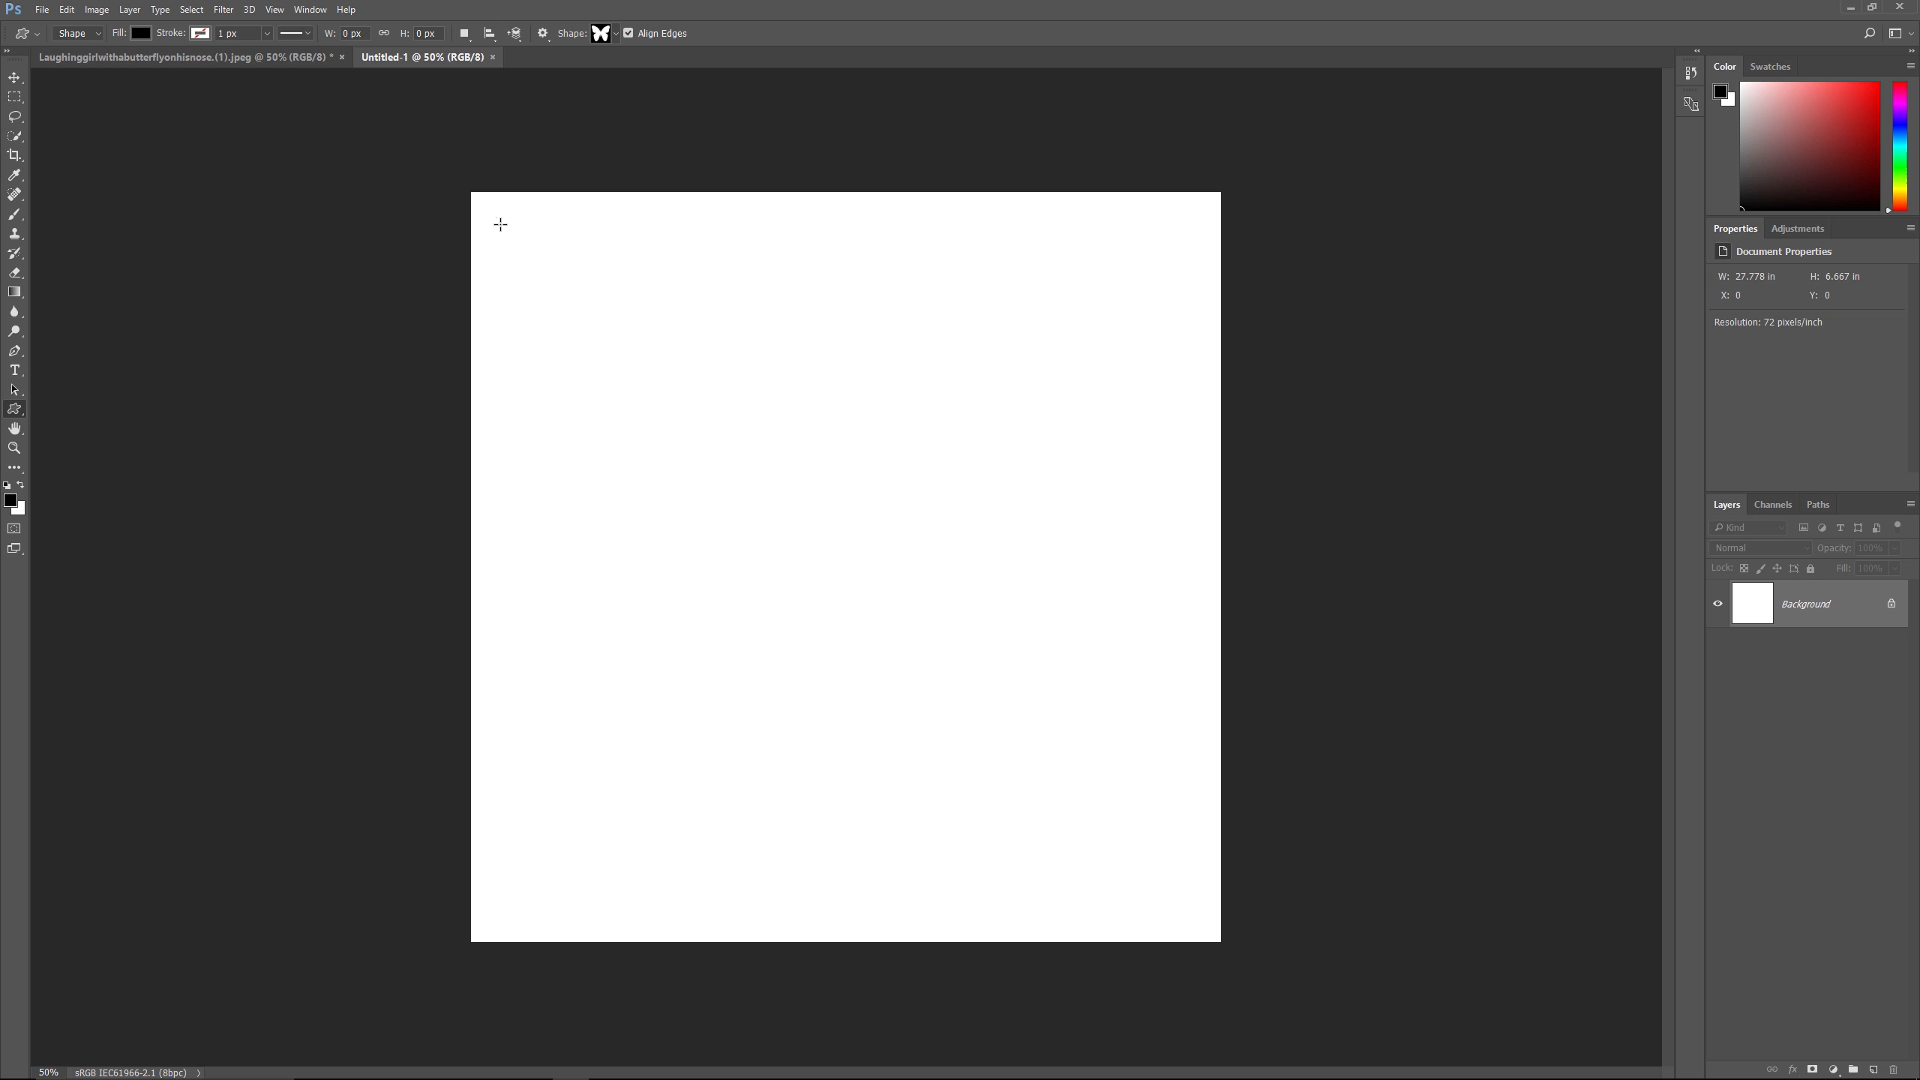 Ps File Edit Image Layer Type Select Filter 3D View Window Help
Shape Fill: Stroke: 1 px W: 0 px H: 0 px Shape: Align Edges
Laughinggirlwithabutterflyonhisnose.(1).jpeg @ 50% (RGB/8) * × Untitled-1 @ 50% (RGB/8) ×
Color Swatches
Properties Adjustments
Document Properties
W: 27.778 in H: 6.667 in
X: 0 Y: 0
Resolution: 72 pixels/inch
Layers Channels Paths
Kind
Normal Opacity: 100%
Lock: Fill: 100%
Background
50% sRGB IEC61966-2.1 (8bpc)